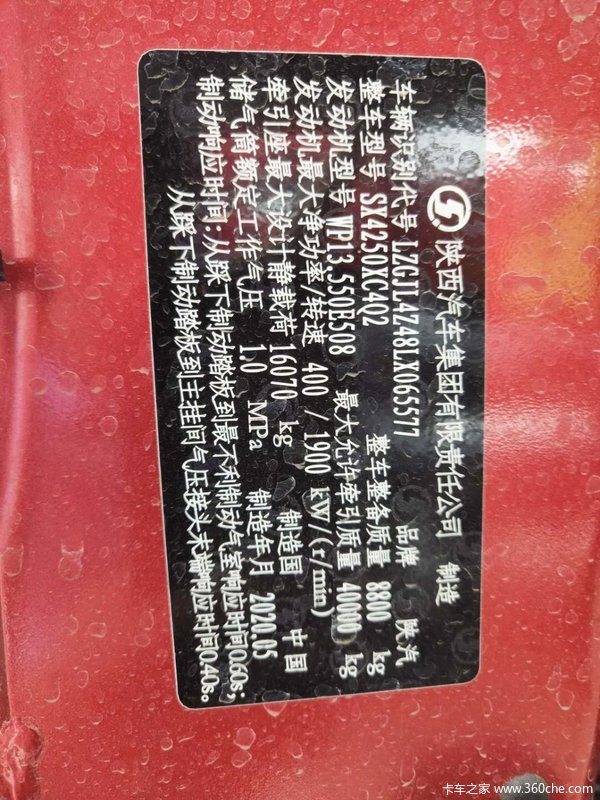 陕西汽车集团有限责任公司 制造
车辆识别代号 LZGJL4Z48LX065577 品牌 陕汽
整车型号 SX4250XC4Q2 整车整备质量 8800 kg
发动机型号 WP13.550E508 最大允许牵引质量 40000 kg
发动机最大净功率/转速 400 / 1900 kW/(r/min)
牵引座最大设计静载荷 16070 kg 制造国 中国
储气筒额定工作气压 1.0 MPa 制造年月 2020.05
制动响应时间:从踩下制动踏板到最不利制动气室响应时间0.60s;
从踩下制动踏板到主挂间气压接头末端响应时间0.40s。
卡车之家 www.360che.com